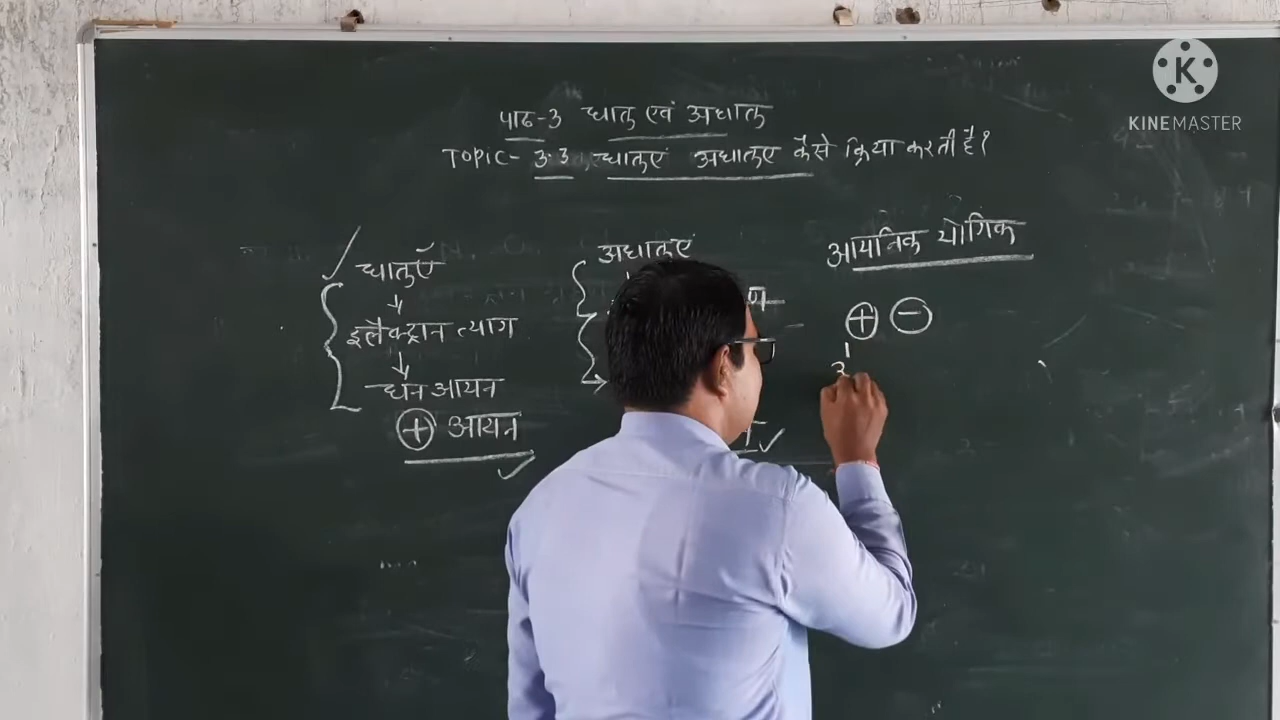 पाठ-3 धातु एवं अधातु
TOPIC- 3.3, धातुएं अधातुए कैसे क्रिया करती है?
धातुएँ
इलैक्ट्रान त्याग
धन आयन
+ आयन
अधातुएं
आयनिक योगिक
+ -
KINEMASTER